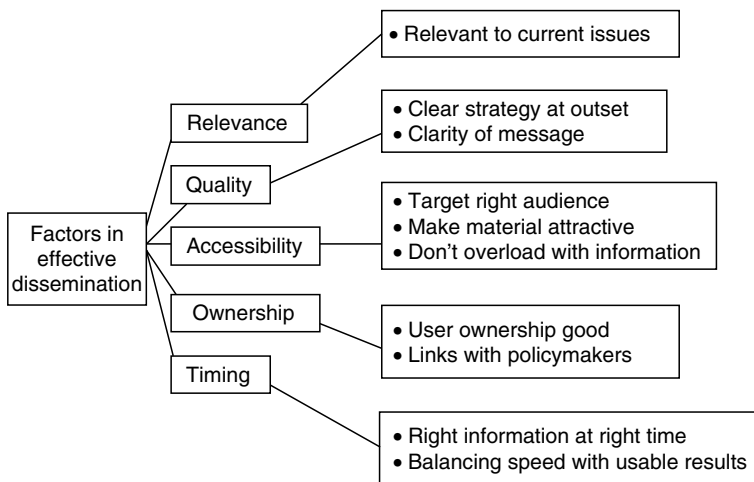 Factors in
effective
dissemination
Relevance
• Relevant to current issues
Quality
• Clear strategy at outset
• Clarity of message
Accessibility
• Target right audience
• Make material attractive
• Don't overload with information
Ownership
• User ownership good
• Links with policymakers
Timing
• Right information at right time
• Balancing speed with usable results